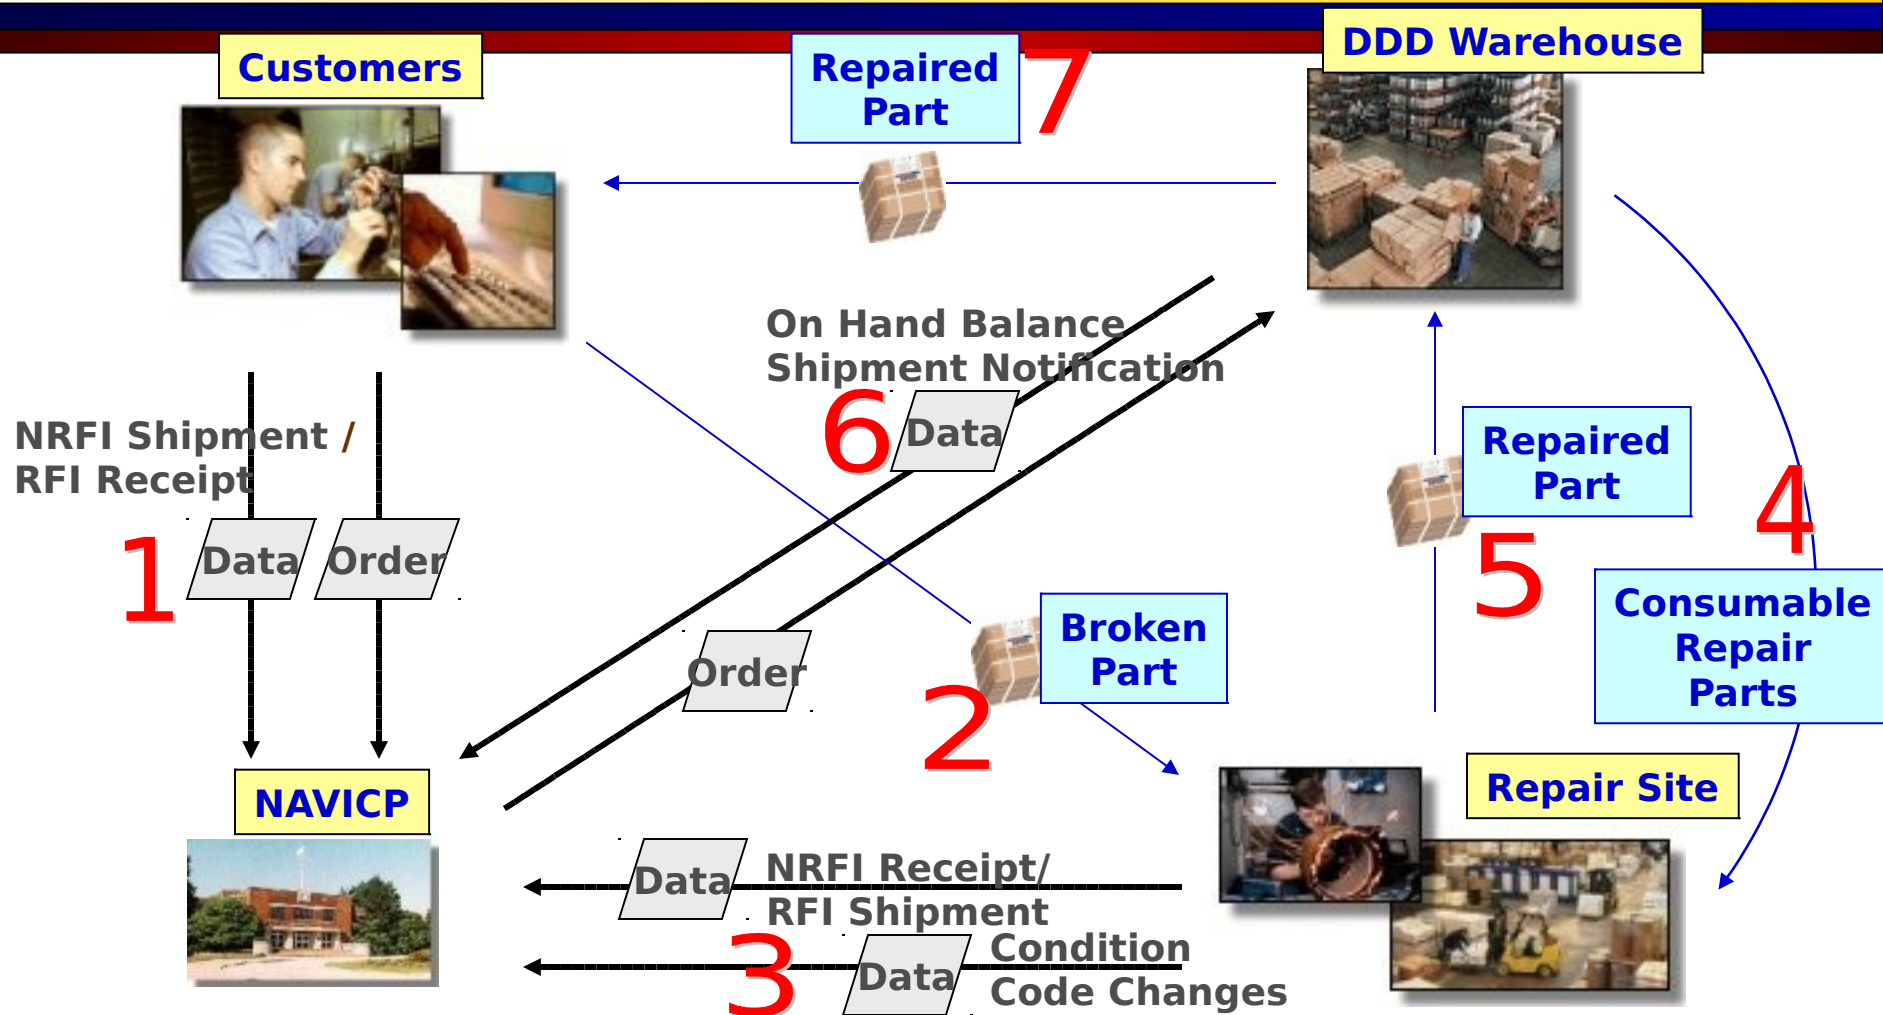 Customers
Repaired
Part
7
DDD Warehouse
On Hand Balance
Shipment Notification
6
Data
NRFI Shipment /
RFI Receipt
1
Data
Order
Repaired
Part
5
4
Consumable
Repair
Parts
Order
Broken
Part
2
NAVICP
Repair Site
Data
NRFI Receipt/
RFI Shipment
3
Data
Condition
Code Changes